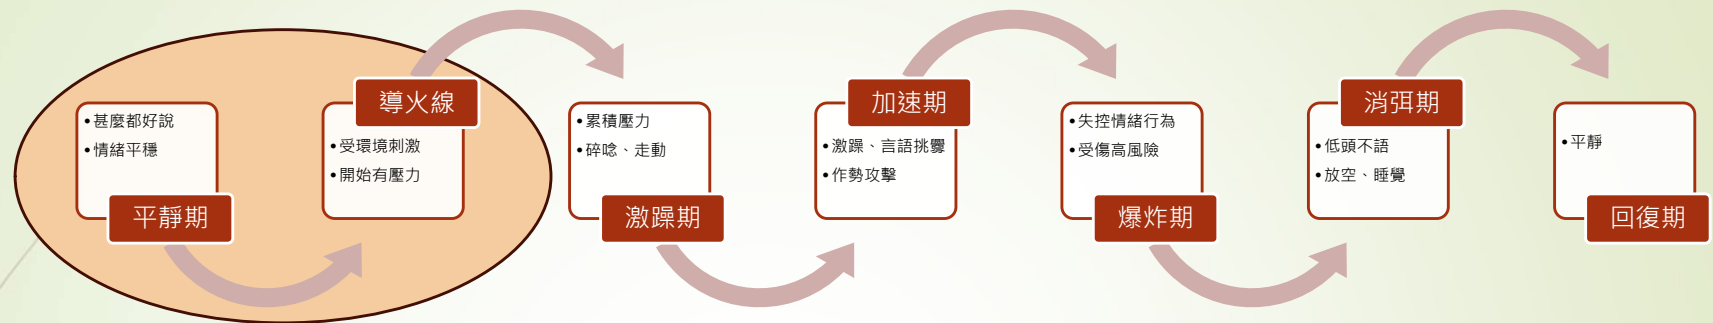 •甚麼都好說
•情緒平穩
平靜期
導火線
•受環境刺激
•開始有壓力
•累積壓力
•碎唸、走動
激躁期
加速期
•激躁、言語挑釁
•作勢攻擊
•失控情緒行為
•受傷高風險
爆炸期
消弭期
•低頭不語
•放空、睡覺
•平靜
回復期